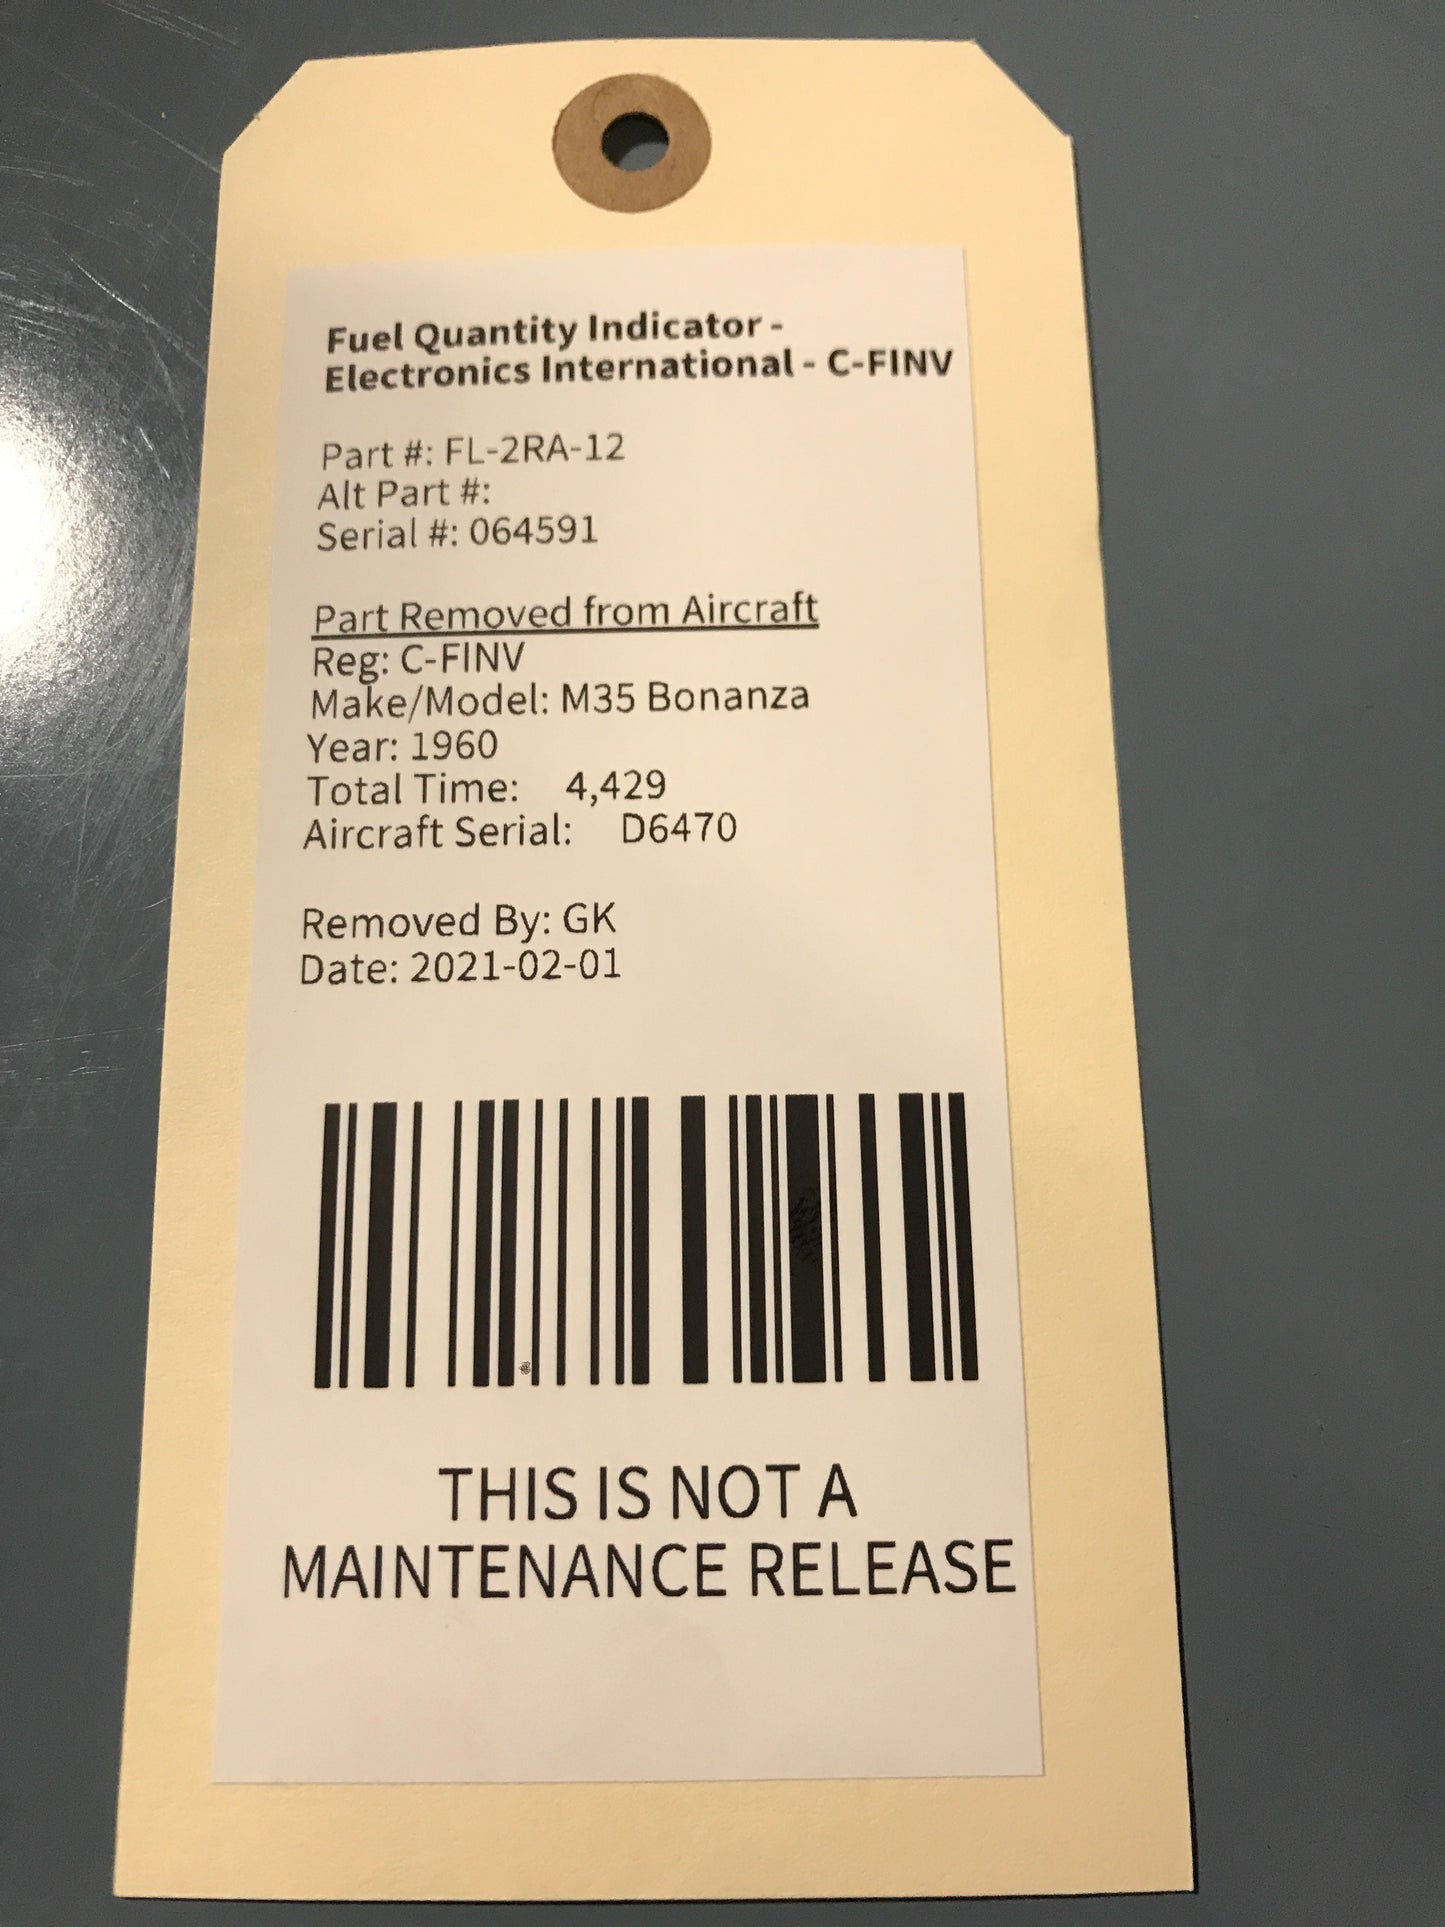 Fuel Quantity Indicator -
Electronics International - C-FINV
Part #: FL-2RA-12
Alt Part #:
Serial #: 064591
Part Removed from Aircraft
Reg: C-FINV
Make/Model: M35 Bonanza
Year: 1960
Total Time: 4,429
Aircraft Serial: D6470
Removed By: GK
Date: 2021-02-01
THIS IS NOT A
MAINTENANCE RELEASE